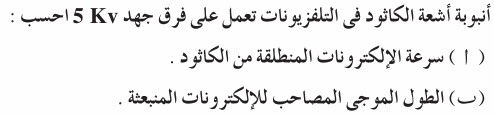 أنبوبة أشعة الكاثود فى التلفزيونات تعمل على فرق جهد 5 Kv احسب :
( ا ) سرعة الإلكترونات المنطلقة من الكاثود .
(ب) الطول الموجى المصاحب للإلكترونات المنبعثة .